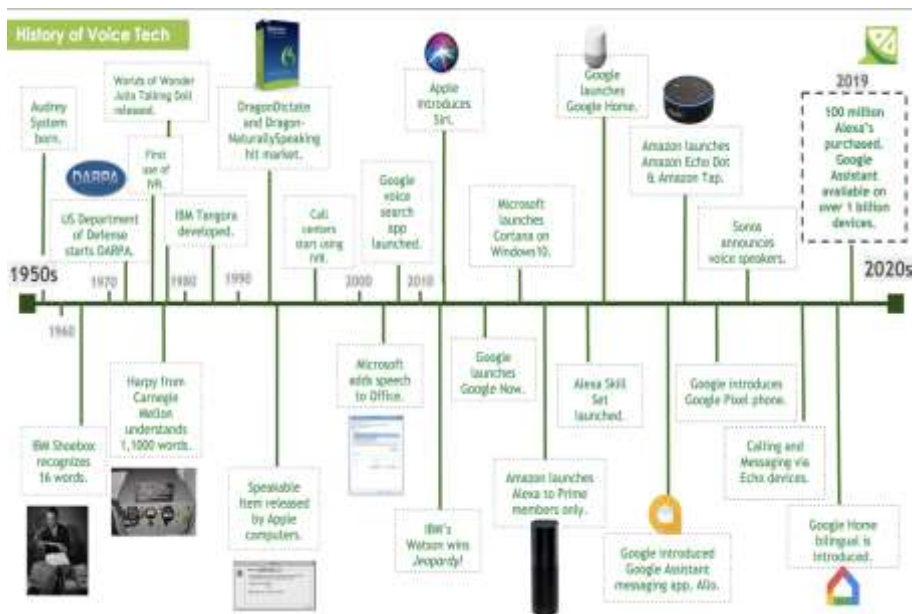 History of Voice Tech
Audrey
System
born.
DARPA
US Department
of Defense
starts DARPA.
Worlds of Wonder
Julia Talking Doll
released.
First
use of
IVR.
IBM Tangora
developed.
DragonDictate
and Dragon-
NaturallySpeaking
hit market.
Call
centers
start using
IVR.
Google
voice
search
app
launched.
Apple
introduces
Siri.
Microsoft
launches
Cortana on
Windows10.
Google
launches
Google Home.
Amazon launches
Amazon Echo Dot
& Amazon Tap.
Sonos
announces
voice speakers.
2019
100 million
Alexa's
purchased.
Google
Assistant
available on
over 1 billion
devices.
1950s
1960
1970
1980
1990
2000
2010
2020s
IBM Shoebox
recognizes
16 words.
Harpy from
Carnegie
Mellon
understands
1,1000 words.
Speakable
Item released
by Apple
computers.
Microsoft
adds speech
to Office.
IBM's
Watson wins
Jeopardy!
Google
launches
Google Now.
Amazon launches
Alexa to Prime
members only.
Alexa Skill
Set
launched.
Google introduced
Google Assistant
messaging app, Allo.
Google introduces
Google Pixel phone.
Calling and
Messaging via
Echo devices.
Google Home
bilingual is
introduced.